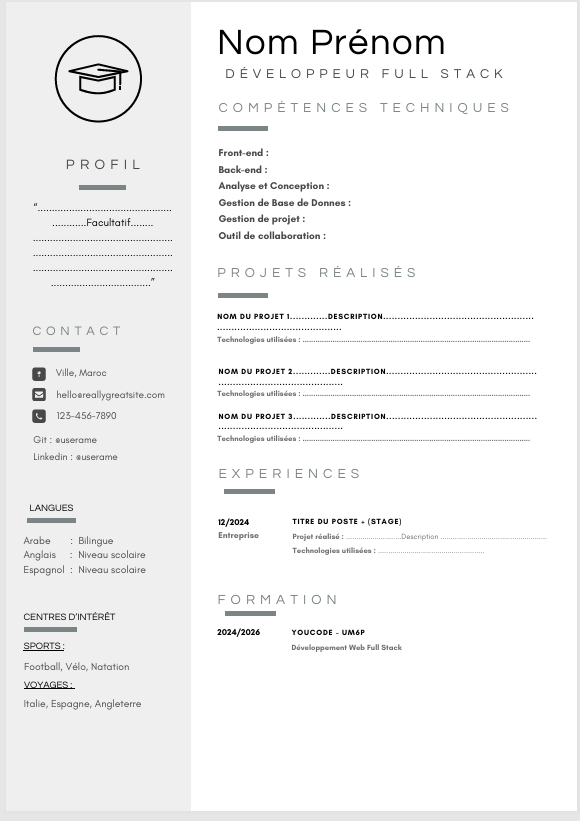 PROFIL
“................................................
............Facultatif........
..................................................
..................................................
..................................................
...................................”
CONTACT
Ville, Maroc
hello@reallygreatsite.com
123-456-7890
Git : @userame
Linkedin : @userame
LANGUES
Arabe : Bilingue
Anglais : Niveau scolaire
Espagnol : Niveau scolaire
CENTRES D'INTÉRÊT
SPORTS :
Football, Vélo, Natation
VOYAGES :
Italie, Espagne, Angleterre
Nom Prénom
DÉVELOPPEUR FULL STACK
COMPÉTENCES TECHNIQUES
Front-end :
Back-end :
Analyse et Conception :
Gestion de Base de Donnes :
Gestion de projet :
Outil de collaboration :
PROJETS RÉALISÉS
NOM DU PROJET 1.............DESCRIPTION...................................................
..........................................
Technologies utilisées : ..........................................................................................
NOM DU PROJET 2.............DESCRIPTION...................................................
..........................................
Technologies utilisées : ..........................................................................................
NOM DU PROJET 3.............DESCRIPTION...................................................
..........................................
Technologies utilisées : ..........................................................................................
EXPERIENCES
12/2024 TITRE DU POSTE + (STAGE)
Entreprise Projet réalisé : ................................Description .........................................
Technologies utilisées : .........................................
FORMATION
2024/2026 YOUCODE - UM6P
Développement Web Full Stack